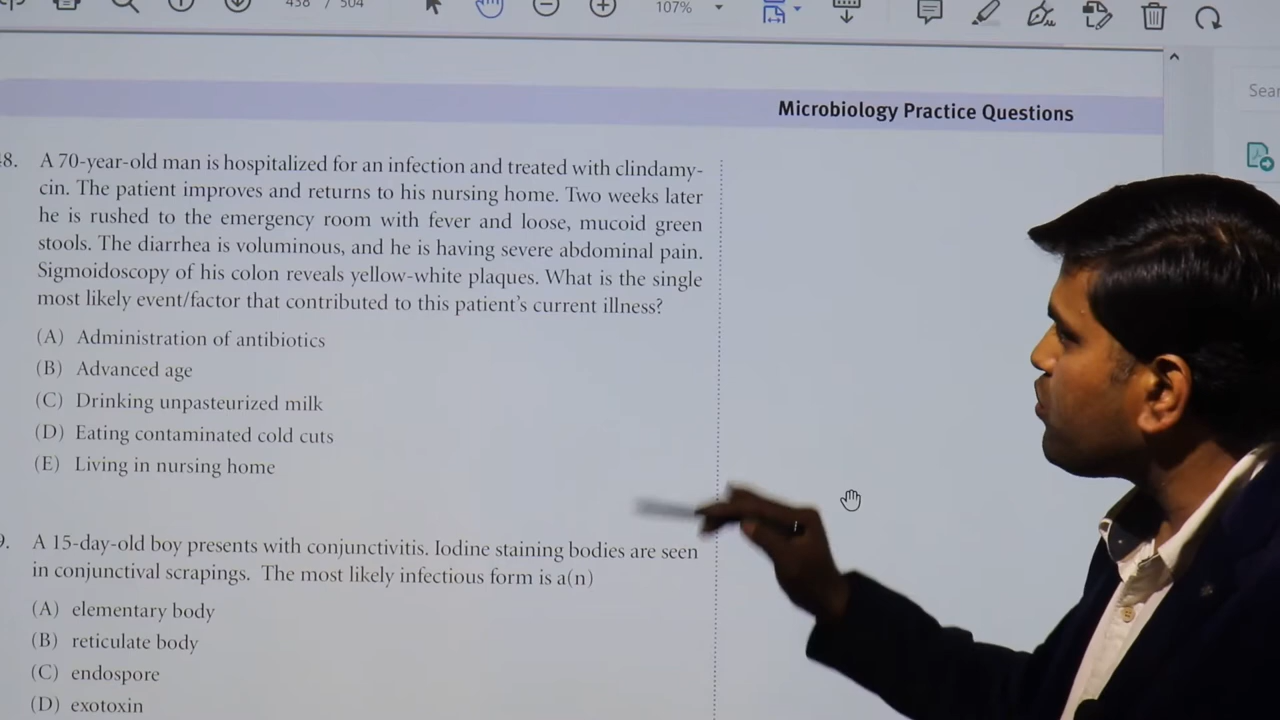 438 / 504
107%
Sear
Microbiology Practice Questions
8. A 70-year-old man is hospitalized for an infection and treated with clindamy-
cin. The patient improves and returns to his nursing home. Two weeks later
he is rushed to the emergency room with fever and loose, mucoid green
stools. The diarrhea is voluminous, and he is having severe abdominal pain.
Sigmoidoscopy of his colon reveals yellow-white plaques. What is the single
most likely event/factor that contributed to this patient's current illness?
(A) Administration of antibiotics
(B) Advanced age
(C) Drinking unpasteurized milk
(D) Eating contaminated cold cuts
(E) Living in nursing home
9. A 15-day-old boy presents with conjunctivitis. Iodine staining bodies are seen
in conjunctival scrapings. The most likely infectious form is a(n)
(A) elementary body
(B) reticulate body
(C) endospore
(D) exotoxin